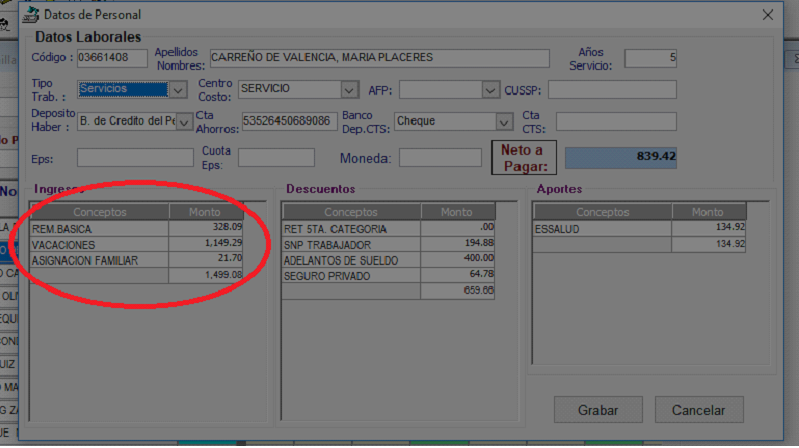 Datos de Personal
Datos Laborales
Código : 03661408 Apellidos Nombres: CARREÑO DE VALENCIA, MARIA PLACERES Años Servicio: 5
Tipo Trab. : Servicios Centro Costo: SERVICIO AFP: CUSSP:
Deposito Haber : B. de Credito del Pe Cta Ahorros: 53526450689086 Banco Dep.CTS: Cheque Cta CTS:
Eps: Cuota Eps: Moneda: Neto a Pagar: 839.42
Ingresos
Conceptos Monto
REM.BASICA 328.09
VACACIONES 1,149.29
ASIGNACION FAMILIAR 21.70
1,499.08
Descuentos
Conceptos Monto
RET 5TA. CATEGORIA .00
SNP TRABAJADOR 194.88
ADELANTOS DE SUELDO 400.00
SEGURO PRIVADO 64.78
659.66
Aportes
Conceptos Monto
ESSALUD 134.92
134.92
Grabar Cancelar